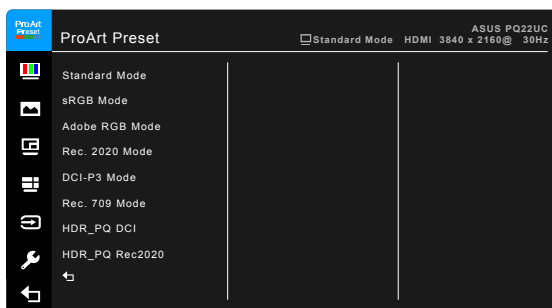 ProArt
Preset
ProArt Preset
ASUS PQ22UC
Standard Mode HDMI 3840 x 2160@ 30Hz
Standard Mode
sRGB Mode
Adobe RGB Mode
Rec. 2020 Mode
DCI-P3 Mode
Rec. 709 Mode
HDR_PQ DCI
HDR_PQ Rec2020